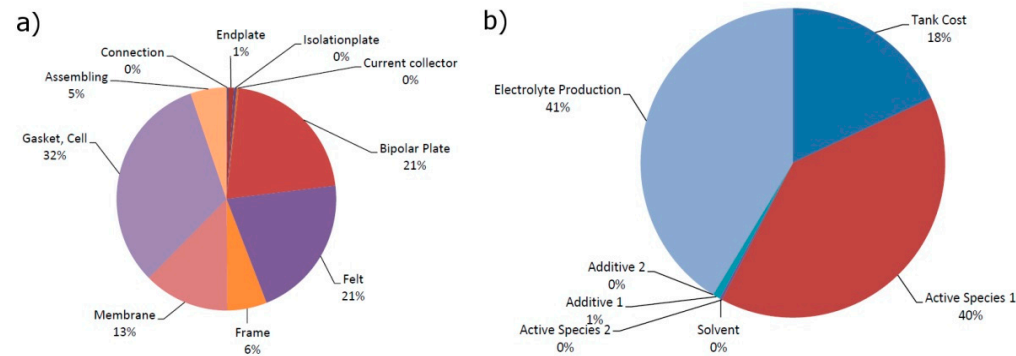 a)
Endplate
1%
Isolationplate
0%
Current collector
0%
Bipolar Plate
21%
Felt
21%
Frame
6%
Membrane
13%
Gasket, Cell
32%
Assembling
5%
Connection
0%
b)
Tank Cost
18%
Active Species 1
40%
Solvent
0%
Active Species 2
0%
Additive 1
1%
Additive 2
0%
Electrolyte Production
41%